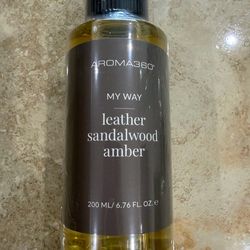 AROMA360°
MY WAY
leather
sandalwood
amber
200 ML/ 6.76 FL. OZ. e